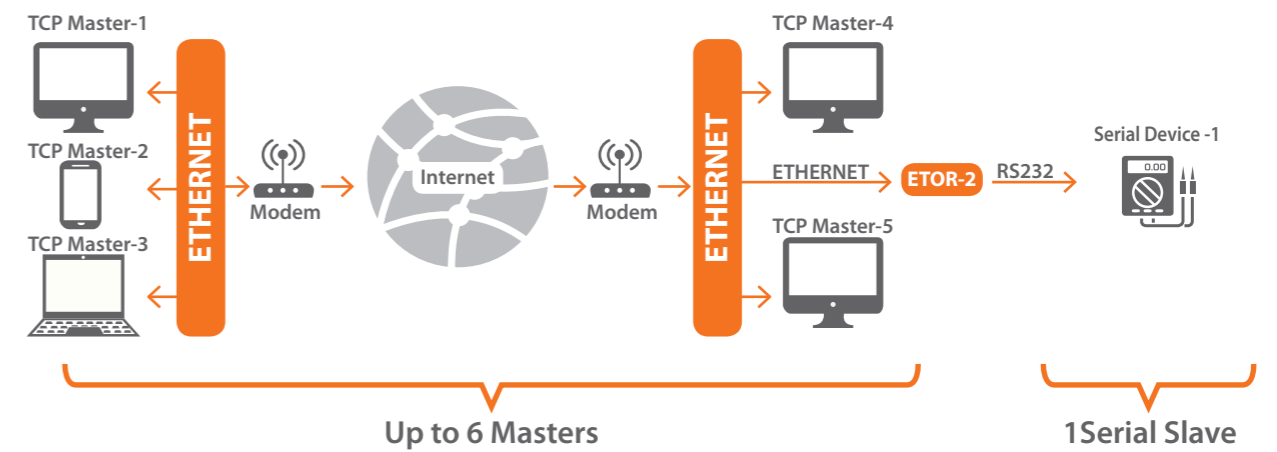 TCP Master-1
TCP Master-2
TCP Master-3
ETHERNET
Modem
Internet
Modem
ETHERNET
TCP Master-4
ETHERNET
ETOR-2
RS232
TCP Master-5
Serial Device -1
0.00
Up to 6 Masters
1Serial Slave